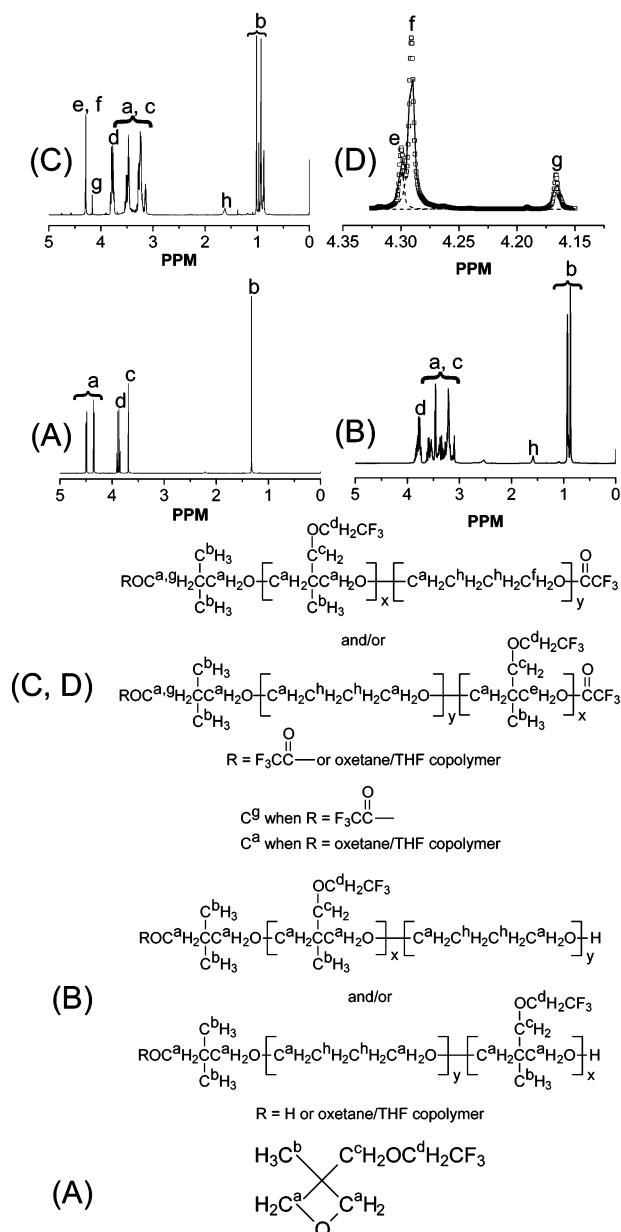 b
a, c
e, f
d
(C)
g
h
5 4 3 2 1 0
PPM
f
e
(D)
g
4.35 4.30 4.25 4.20 4.15
PPM
b
a
c
d
(A)
5 4 3 2 1 0
PPM
b
a, c
d
(B)
h
5 4 3 2 1 0
PPM
OCᵈH₂CF₃
CᵇH₃ CᶜH₂ O
ROCᵃ,ᵍH₂CCᵃH₂O CᵃH₂CCᵃH₂O CᵃH₂CʰH₂CʰH₂CᶠH₂O CCF₃
CᵇH₃ CᵇH₃ x y
and/or
OCᵈH₂CF₃
CᵇH₃ CᶜH₂ O
(C, D) ROCᵃ,ᵍH₂CCᵃH₂O CᵃH₂CʰH₂CʰH₂CᵃH₂O CᵃH₂CCᵉH₂O CCF₃
CᵇH₃ y CᵇH₃ x
O
R = F₃CC— or oxetane/THF copolymer
O
Cᵍ when R = F₃CC—
Cᵃ when R = oxetane/THF copolymer
OCᵈH₂CF₃
CᵇH₃ CᶜH₂
ROCᵃH₂CCᵃH₂O CᵃH₂CCᵃH₂O CᵃH₂CʰH₂CʰH₂CᵃH₂O H
CᵇH₃ CᵇH₃ x y
(B) and/or
OCᵈH₂CF₃
CᵇH₃ CᶜH₂
ROCᵃH₂CCᵃH₂O CᵃH₂CʰH₂CʰH₂CᵃH₂O CᵃH₂CCᵃH₂O H
CᵇH₃ y CᵇH₃ x
R = H or oxetane/THF copolymer
H₃Cᵇ CᶜH₂OCᵈH₂CF₃
(A) H₂Cᵃ CᵃH₂
O